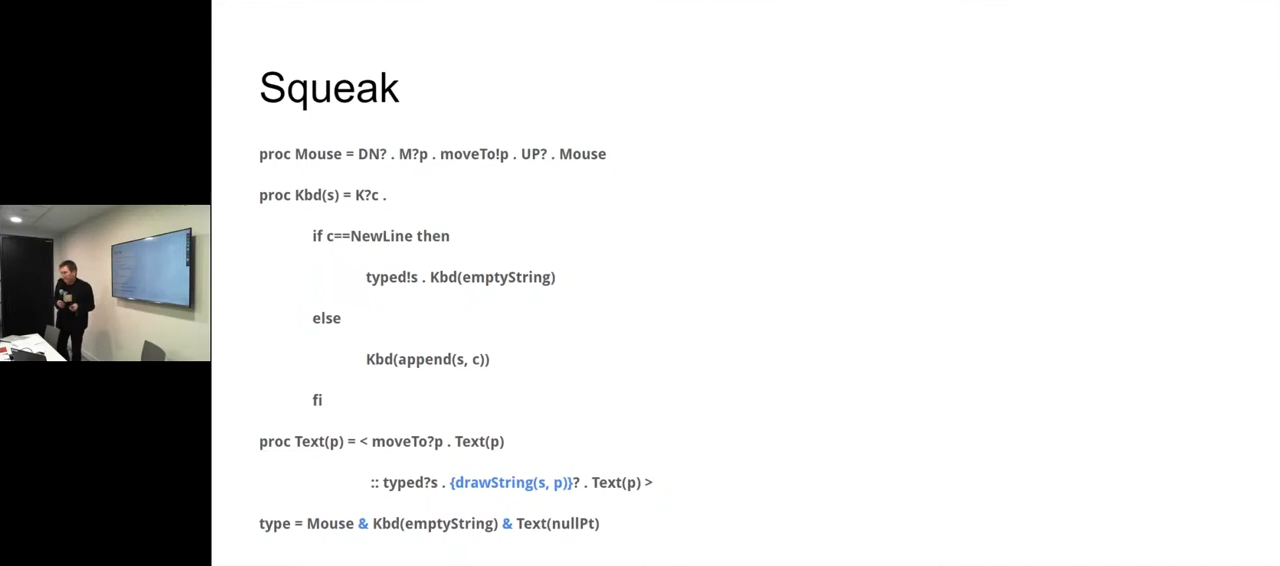 Squeak
proc Mouse = DN? . M?p . moveTo!p . UP? . Mouse
proc Kbd(s) = K?c .
if c==NewLine then
typed!s . Kbd(emptyString)
else
Kbd(append(s, c))
fi
proc Text(p) = < moveTo?p . Text(p)
:: typed?s . {drawString(s, p)}? . Text(p) >
type = Mouse & Kbd(emptyString) & Text(nullPt)